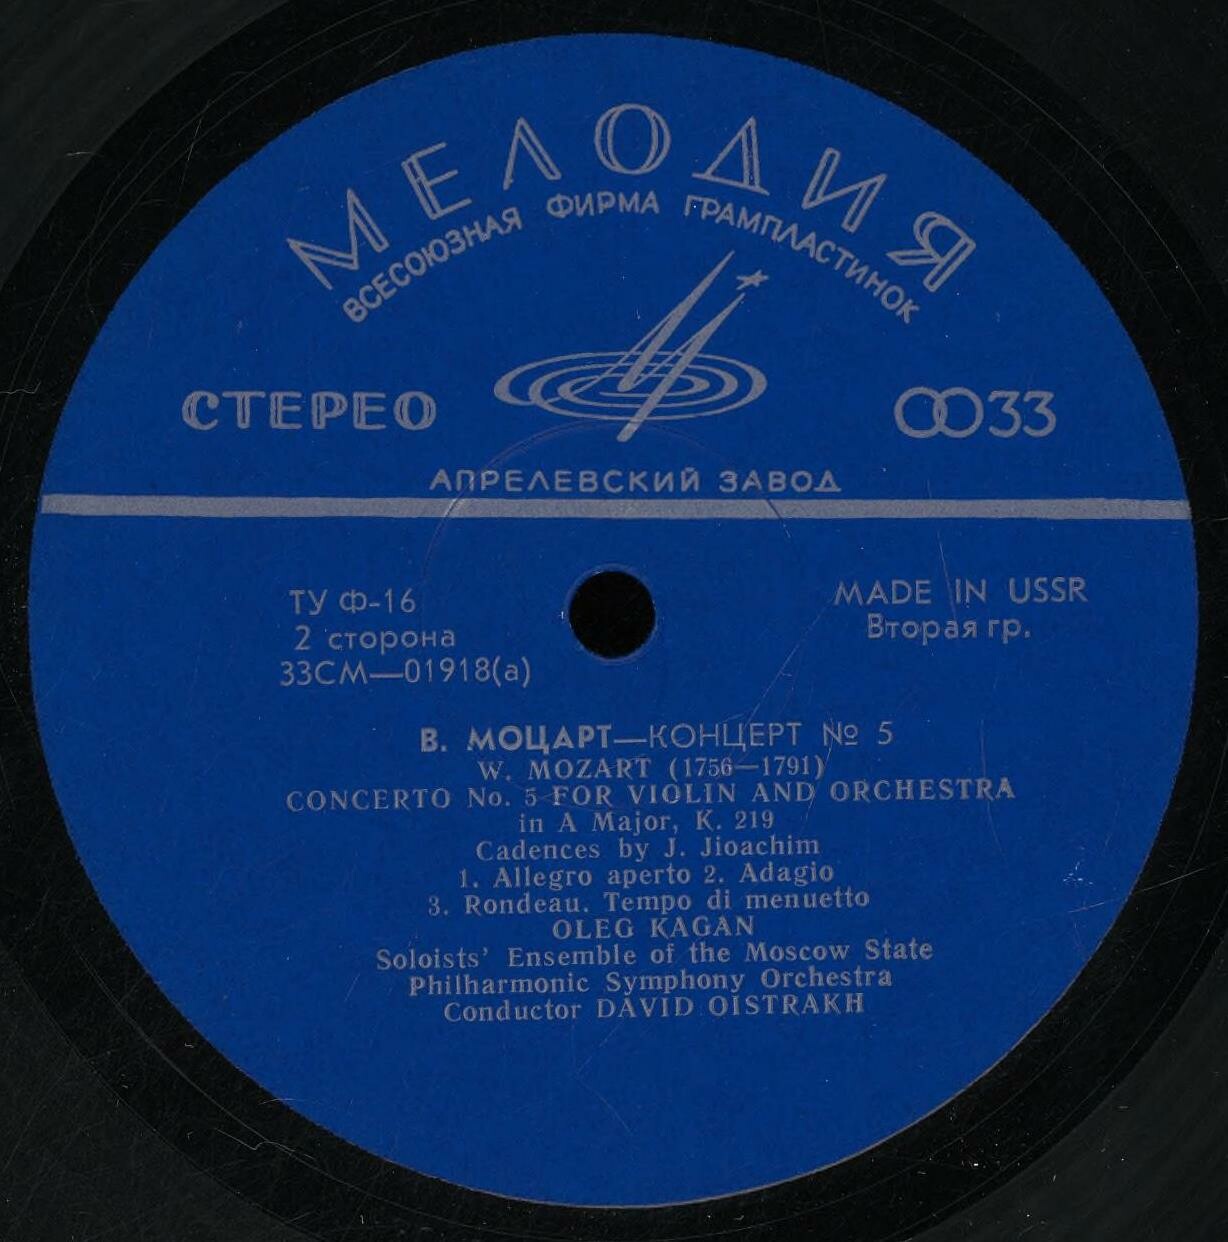 МЕЛОДИЯ
ВСЕСОЮЗНАЯ ФИРМА ГРАМПЛАСТИНОК
СТЕРЕО
33
АПРЕЛЕВСКИЙ ЗАВОД
ТУ Ф-16
2 сторона
33СМ—01918(а)
MADE IN USSR
Вторая гр.
В. МОЦАРТ—КОНЦЕРТ № 5
W. MOZART (1756—1791)
CONCERTO No. 5 FOR VIOLIN AND ORCHESTRA
in A Major, K. 219
Cadences by J. Jioachim
1. Allegro aperto 2. Adagio
3. Rondeau. Tempo di menuetto
OLEG KAGAN
Soloists' Ensemble of the Moscow State
Philharmonic Symphony Orchestra
Conductor DAVID OISTRAKH